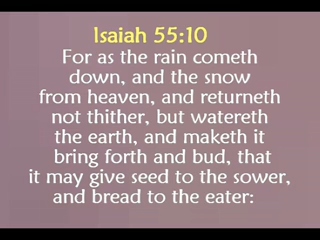 Isaiah 55:10
For as the rain cometh
down, and the snow
from heaven, and returneth
not thither, but watereth
the earth, and maketh it
bring forth and bud, that
it may give seed to the sower,
and bread to the eater: